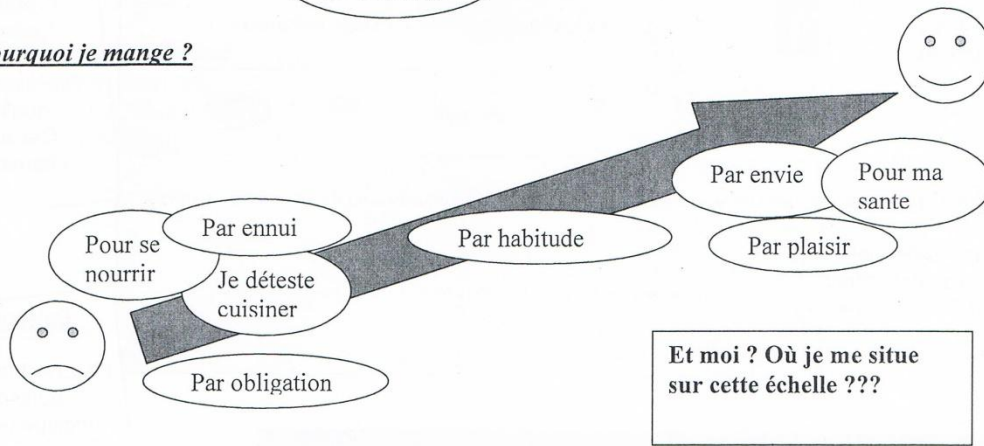 ourquoi je mange ?
Par envie
Pour ma
sante
Par ennui
Pour se
nourrir
Par habitude
Par plaisir
Je déteste
cuisiner
Par obligation
Et moi ? Où je me situe
sur cette échelle ???